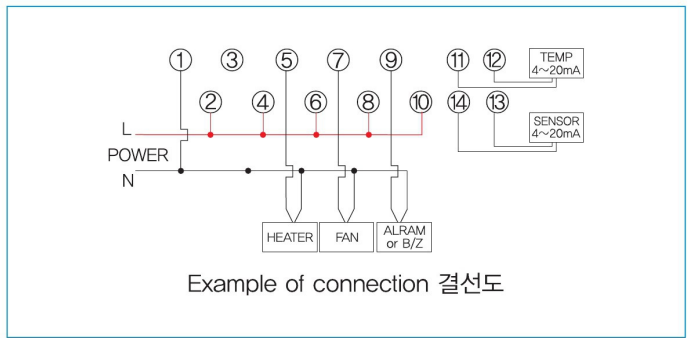 ① ③ ⑤ ⑦ ⑨ ⑪ ⑫ TEMP
4～20mA
② ④ ⑥ ⑧ ⑩ ⑭ ⑬
SENSOR
4～20mA
L
POWER
N
HEATER
FAN
ALRAM
or B/Z
Example of connection 결선도